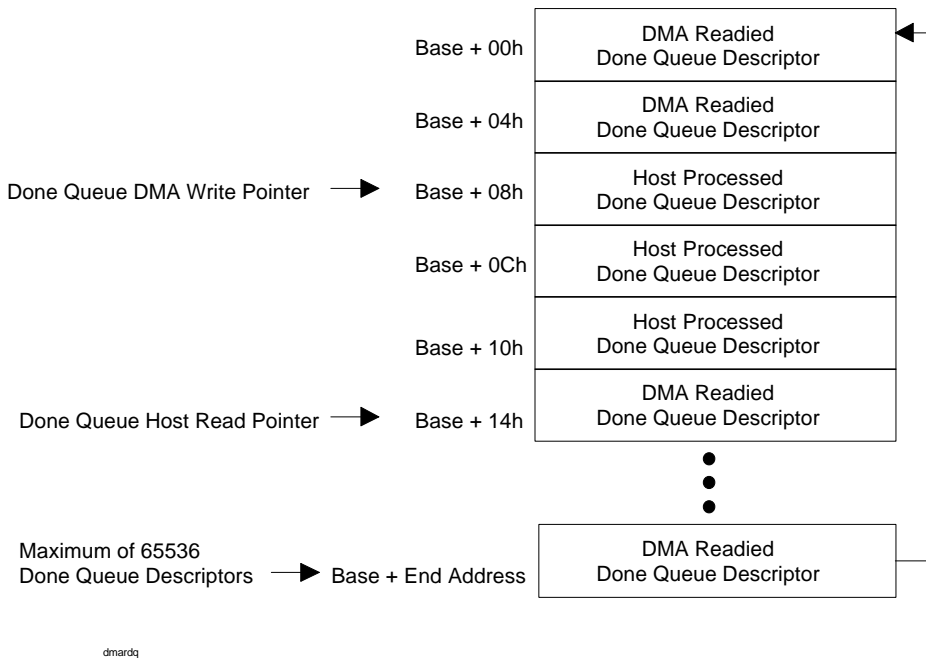 Base + 00h
DMA Readied
Done Queue Descriptor
Base + 04h
DMA Readied
Done Queue Descriptor
Done Queue DMA Write Pointer
Base + 08h
Host Processed
Done Queue Descriptor
Base + 0Ch
Host Processed
Done Queue Descriptor
Base + 10h
Host Processed
Done Queue Descriptor
Done Queue Host Read Pointer
Base + 14h
DMA Readied
Done Queue Descriptor
Maximum of 65536
Done Queue Descriptors
Base + End Address
DMA Readied
Done Queue Descriptor
dmardq